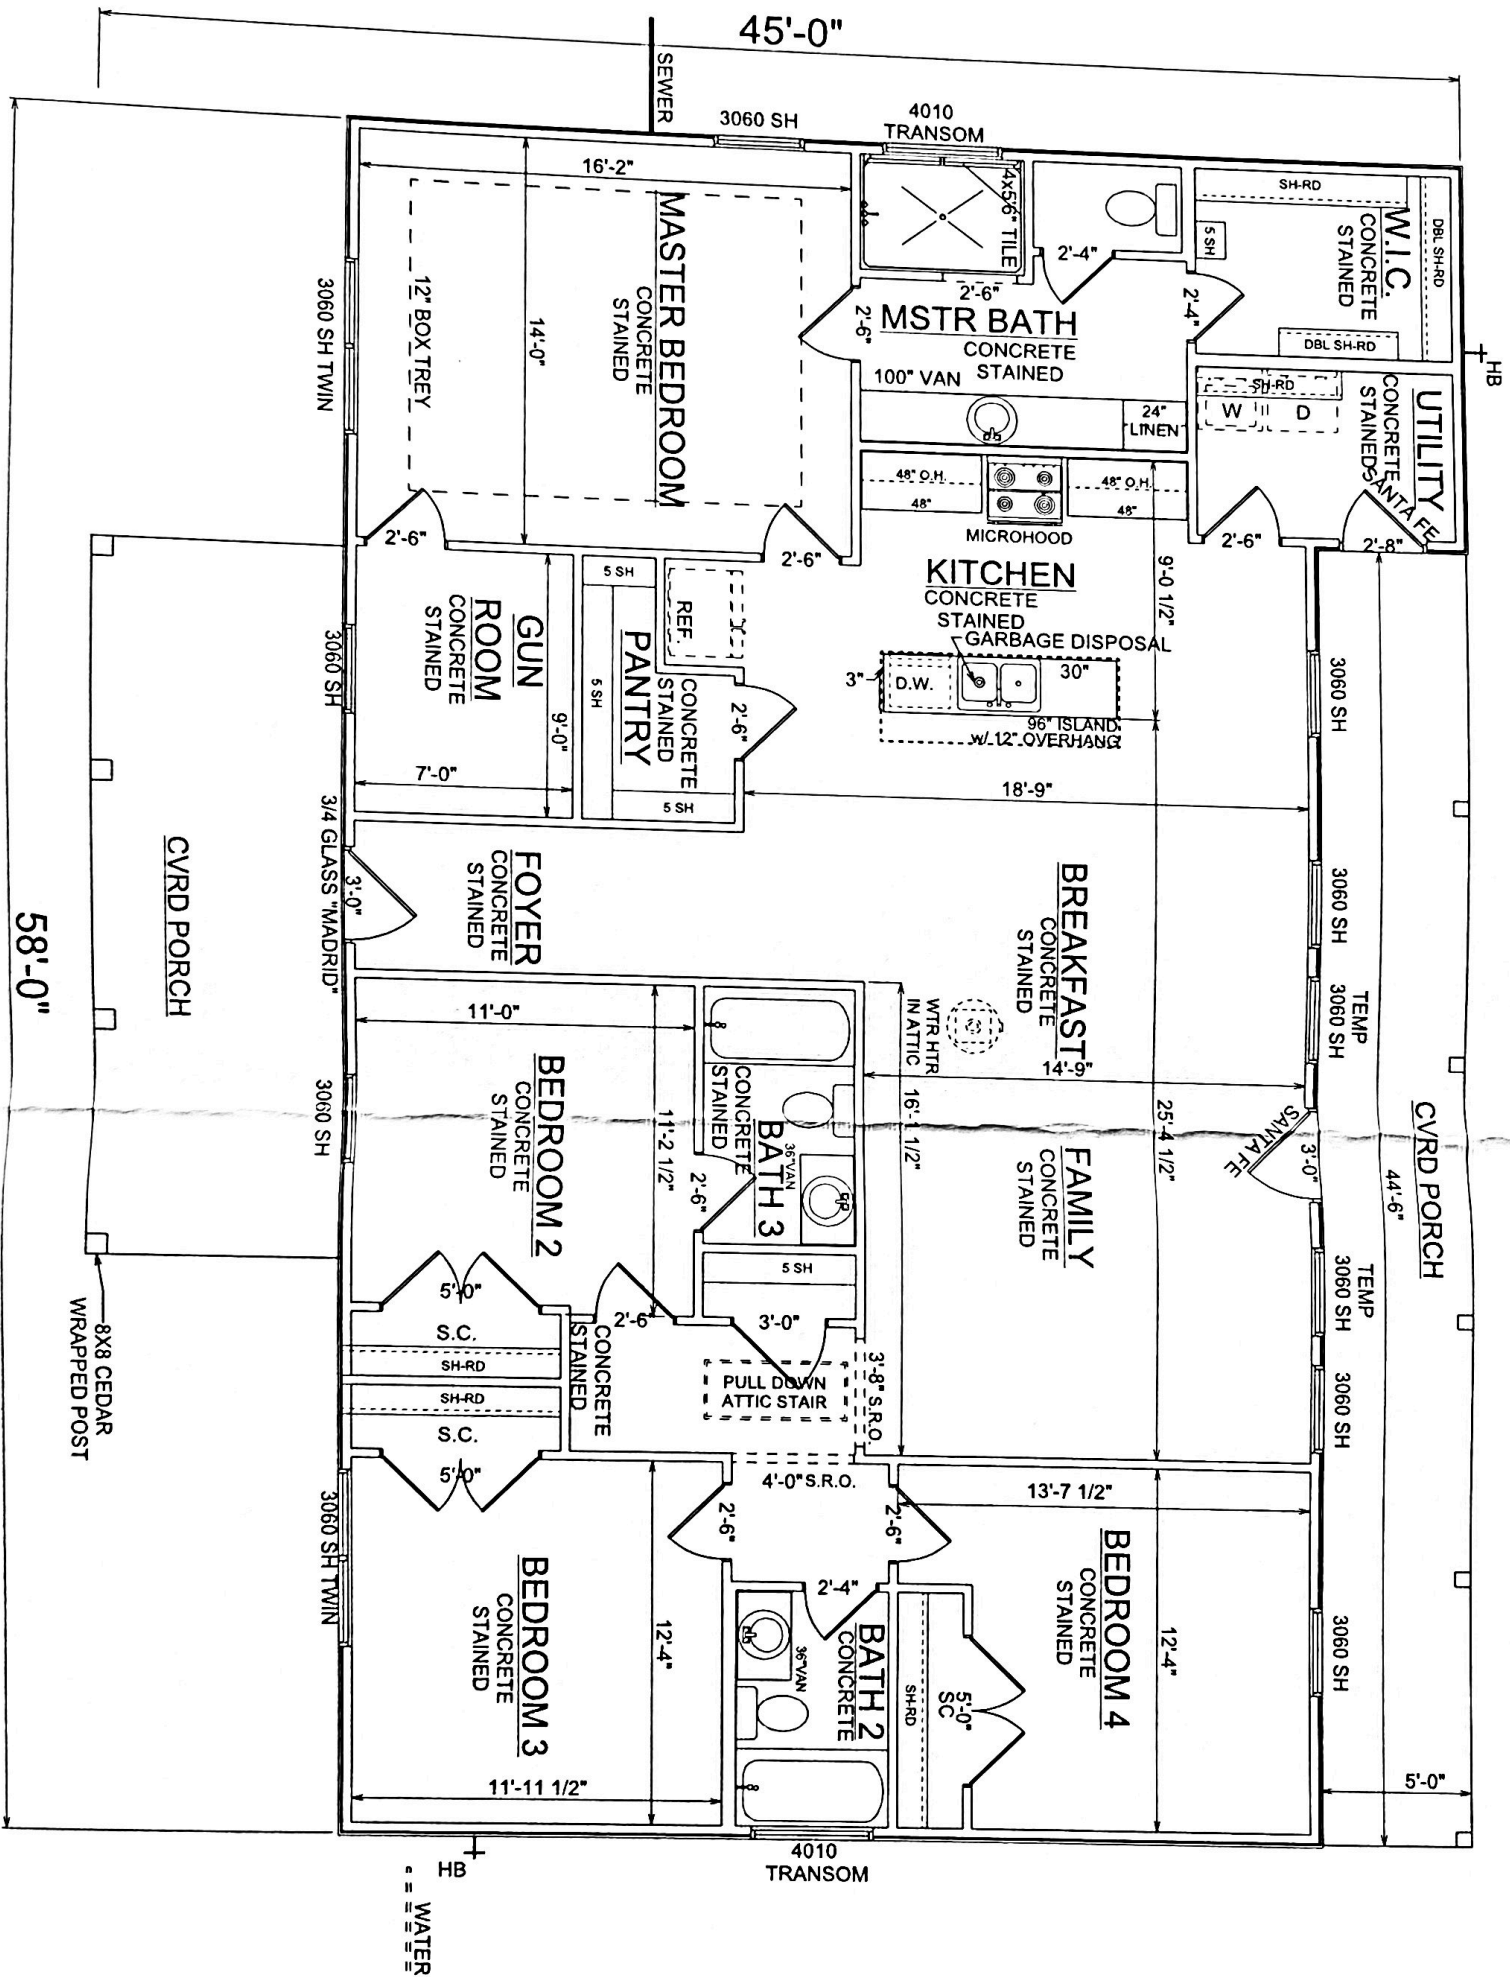 45'-0"
58'-0"
SEWER
3060 SH
4010
TRANSOM
16'-2"
14'-0"
MASTER BEDROOM
CONCRETE
STAINED
12" BOX TREY
3060 SH TWIN
2'-6"
2'-6"
2'-6"
4x5'6" TILE
2'-6"
2'-4"
2'-4"
MSTR BATH
CONCRETE
STAINED
100" VAN
24"
LINEN
SH-RD
DBL SH-RD
W.I.C.
CONCRETE
STAINED
5 SH
DBL SH-RD
HB
SH-RD
W
D
UTILITY
CONCRETE
STAINED
SANTA FE
2'-6"
2'-8"
48" O.H.
48"
48" O.H.
48"
MICROHOOD
KITCHEN
CONCRETE
STAINED
GARBAGE DISPOSAL
9'-0 1/2"
3"
D.W.
30"
96" ISLAND
w/ 12" OVERHANG
REF.
5 SH
5 SH
5 SH
PANTRY
CONCRETE
STAINED
2'-6"
GUN
ROOM
CONCRETE
STAINED
9'-0"
7'-0"
3060 SH
3/4 GLASS "MADRID"
3'-0"
FOYER
CONCRETE
STAINED
CVRD PORCH
18'-9"
3060 SH
3060 SH
TEMP
3060 SH
BREAKFAST
CONCRETE
STAINED
WTR HTR
IN ATTIC
14'-9"
16'-1 1/2"
25'-4 1/2"
SANTA FE
3'-0"
FAMILY
CONCRETE
STAINED
CVRD PORCH
44'-6"
TEMP
3060 SH
3060 SH
3060 SH
5'-0"
11'-0"
11'-2 1/2"
BEDROOM 2
CONCRETE
STAINED
3060 SH
BATH 3
CONCRETE
STAINED
36"VAN
2'-6"
5 SH
3'-0"
2'-6"
5'-0"
S.C.
SH-RD
SH-RD
S.C.
5'-0"
CONCRETE
STAINED
PULL DOWN
ATTIC STAIR
3'-8" S.R.O.
4'-0" S.R.O.
2'-6"
2'-6"
2'-4"
8X8 CEDAR
WRAPPED POST
3060 SH TWIN
BEDROOM 3
CONCRETE
STAINED
12'-4"
11'-11 1/2"
BATH 2
CONCRETE
36"VAN
SH-RD
5'-0"
SC
13'-7 1/2"
BEDROOM 4
CONCRETE
STAINED
12'-4"
4010
TRANSOM
HB
WATER